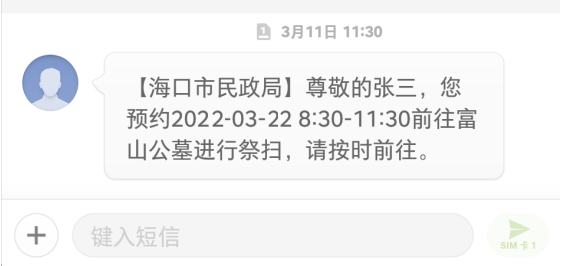 1 3月11日 11:30
【海口市民政局】尊敬的张三，您
预约2022-03-22 8:30-11:30前往富
山公墓进行祭扫，请按时前往。
键入短信
SIM 卡 1